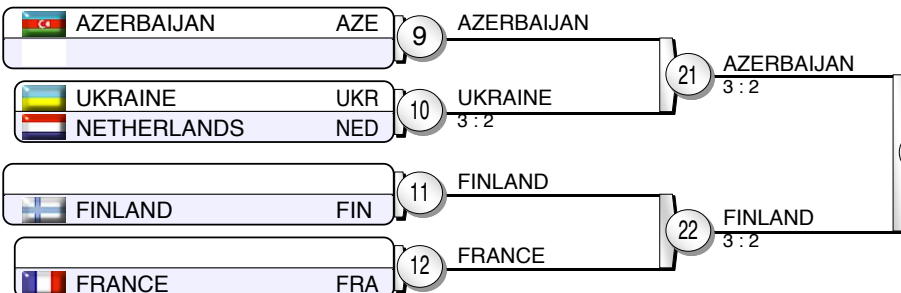 AZERBAIJAN AZE
9
AZERBAIJAN
UKRAINE UKR
NETHERLANDS NED
10
UKRAINE
3 : 2
21
AZERBAIJAN
3 : 2
FINLAND FIN
11
FINLAND
FRANCE FRA
12
FRANCE
22
FINLAND
3 : 2